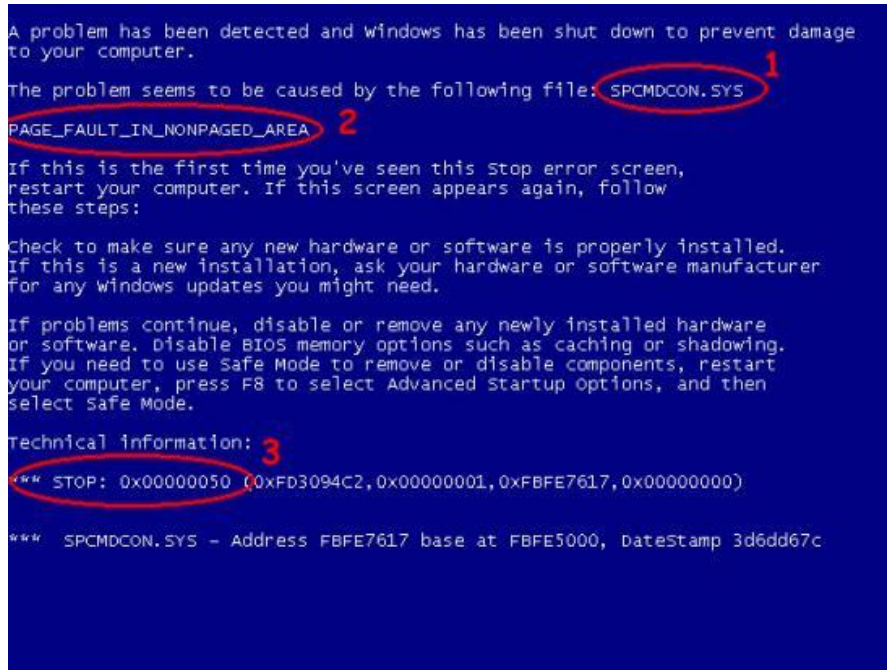 A problem has been detected and Windows has been shut down to prevent damage
to your computer.
The problem seems to be caused by the following file: SPCMDCON.SYS 1
PAGE_FAULT_IN_NONPAGED_AREA 2
If this is the first time you've seen this Stop error screen,
restart your computer. If this screen appears again, follow
these steps:
Check to make sure any new hardware or software is properly installed.
If this is a new installation, ask your hardware or software manufacturer
for any Windows updates you might need.
If problems continue, disable or remove any newly installed hardware
or software. Disable BIOS memory options such as caching or shadowing.
If you need to use Safe Mode to remove or disable components, restart
your computer, press F8 to select Advanced Startup Options, and then
select Safe Mode.
Technical information: 3
*** STOP: 0x00000050 (0xFD3094C2,0x00000001,0xFBFE7617,0x00000000)
*** SPCMDCON.SYS - Address FBFE7617 base at FBFE5000, DateStamp 3d6dd67c